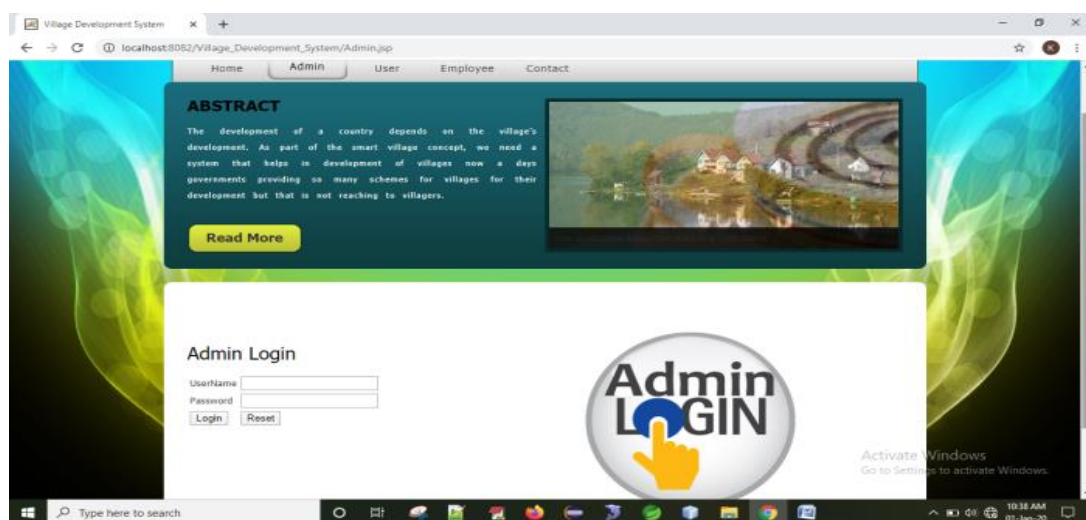 Village Development System
localhost:8082/Village_Development_System/Admin.jsp
Home Admin User Employee Contact
ABSTRACT
The development of a country depends on the village's
development. As part of the smart village concept, we need a
system that helps in development of villages now a days
governments providing so many schemes for villages for their
development but that is not reaching to villagers.
Read More
Admin Login
UserName
Password
Login Reset
Admin
LOGIN
Activate Windows
Go to Settings to activate Windows.
Type here to search
10:38 AM
01-Jan-20